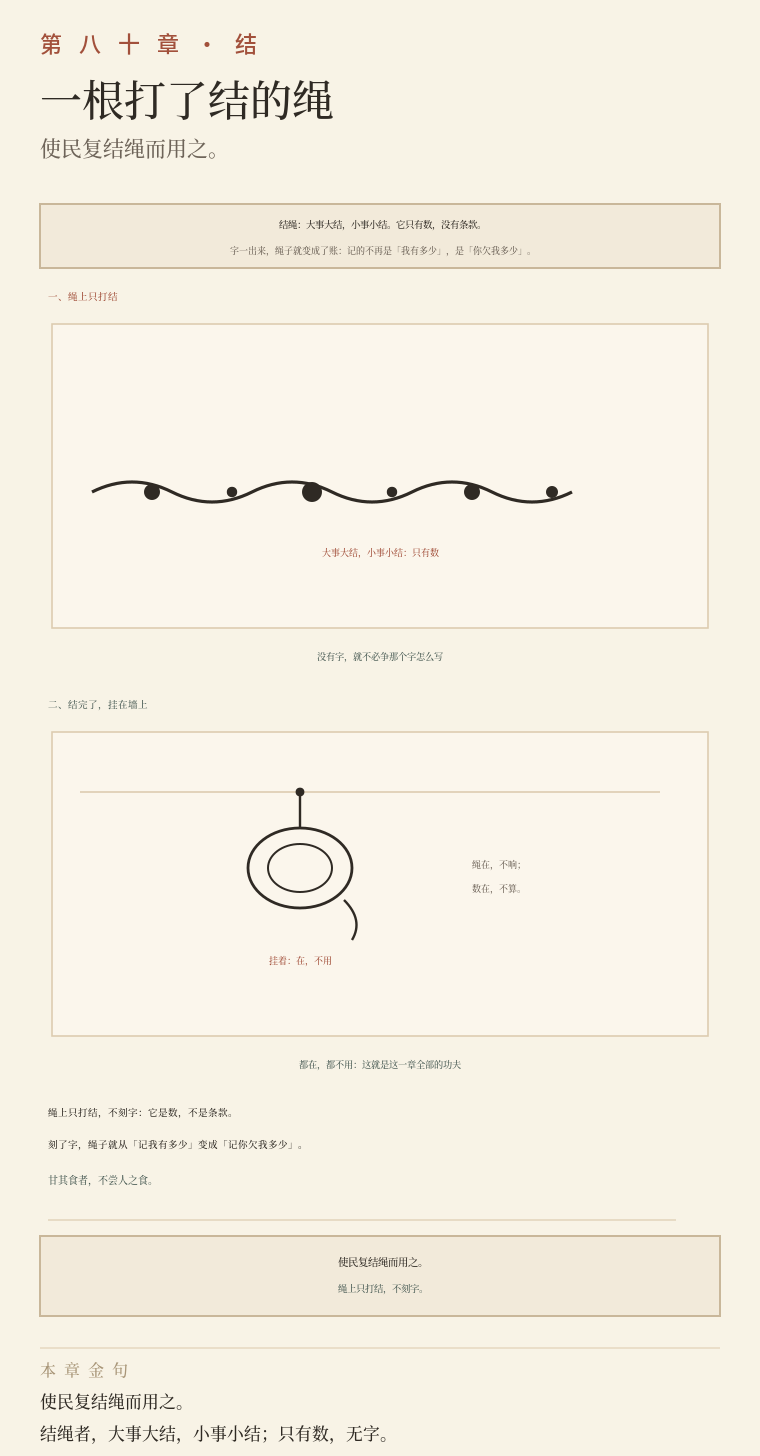 第八十章·结
一根打了结的绳
使民复结绳而用之。
结绳：大事大结，小事小结。它只有数，没有条款。
字一出来，绳子就变成了账：记的不再是「我有多少」，是「你欠我多少」。
一、绳上只打结
大事大结，小事小结：只有数
没有字，就不必争那个字怎么写
二、结完了，挂在墙上
绳在，不响；
数在，不算。
挂着：在，不用
都在，都不用：这就是这一章全部的功夫
绳上只打结，不刻字：它是数，不是条款。
刻了字，绳子就从「记我有多少」变成「记你欠我多少」。
甘其食者，不尝人之食。
使民复结绳而用之。
绳上只打结，不刻字。
本章金句
使民复结绳而用之。
结绳者，大事大结，小事小结；只有数，无字。